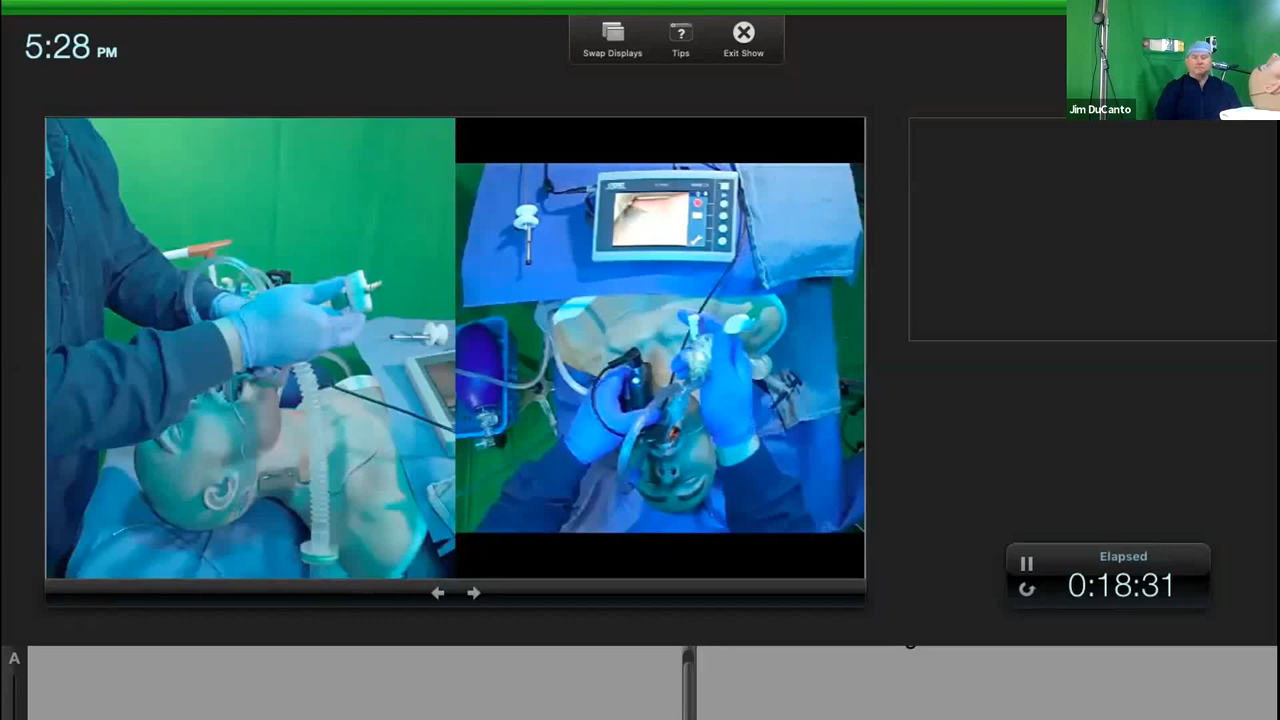 5:28 PM
Swap Displays
Tips
Exit Show
Jim DuCanto
Elapsed
0:18:31
A